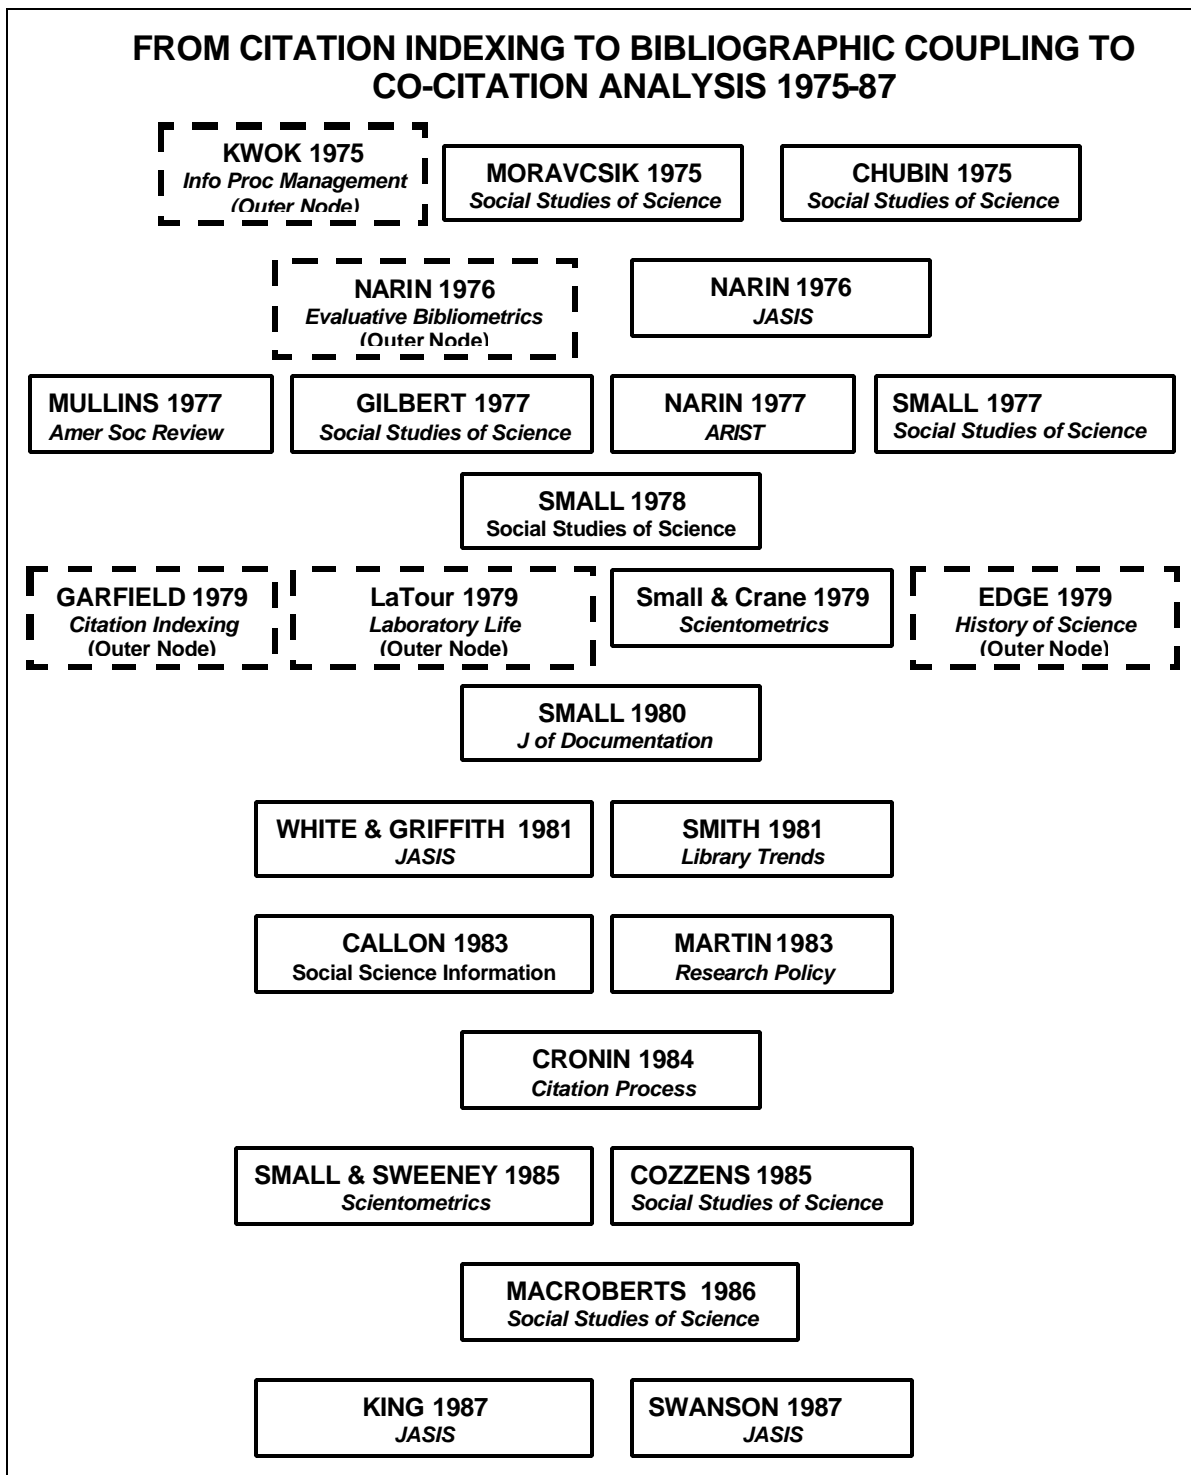 FROM CITATION INDEXING TO BIBLIOGRAPHIC COUPLING TO
CO-CITATION ANALYSIS 1975-87
KWOK 1975
Info Proc Management
(Outer Node)
MORAVCSIK 1975
Social Studies of Science
CHUBIN 1975
Social Studies of Science
NARIN 1976
Evaluative Bibliometrics
(Outer Node)
NARIN 1976
JASIS
MULLINS 1977
Amer Soc Review
GILBERT 1977
Social Studies of Science
NARIN 1977
ARIST
SMALL 1977
Social Studies of Science
SMALL 1978
Social Studies of Science
GARFIELD 1979
Citation Indexing
(Outer Node)
LaTour 1979
Laboratory Life
(Outer Node)
Small & Crane 1979
Scientometrics
EDGE 1979
History of Science
(Outer Node)
SMALL 1980
J of Documentation
WHITE & GRIFFITH 1981
JASIS
SMITH 1981
Library Trends
CALLON 1983
Social Science Information
MARTIN 1983
Research Policy
CRONIN 1984
Citation Process
SMALL & SWEENEY 1985
Scientometrics
COZZENS 1985
Social Studies of Science
MACROBERTS 1986
Social Studies of Science
KING 1987
JASIS
SWANSON 1987
JASIS